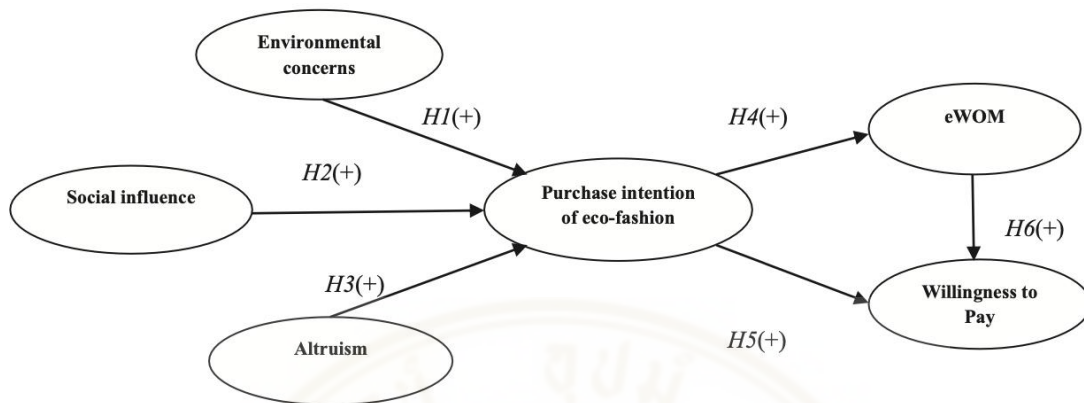 Environmental
concerns
H1(+)
H4(+)
eWOM
Social influence
H2(+)
Purchase intention
of eco-fashion
H6(+)
H3(+)
Willingness to
Pay
Altruism
H5(+)